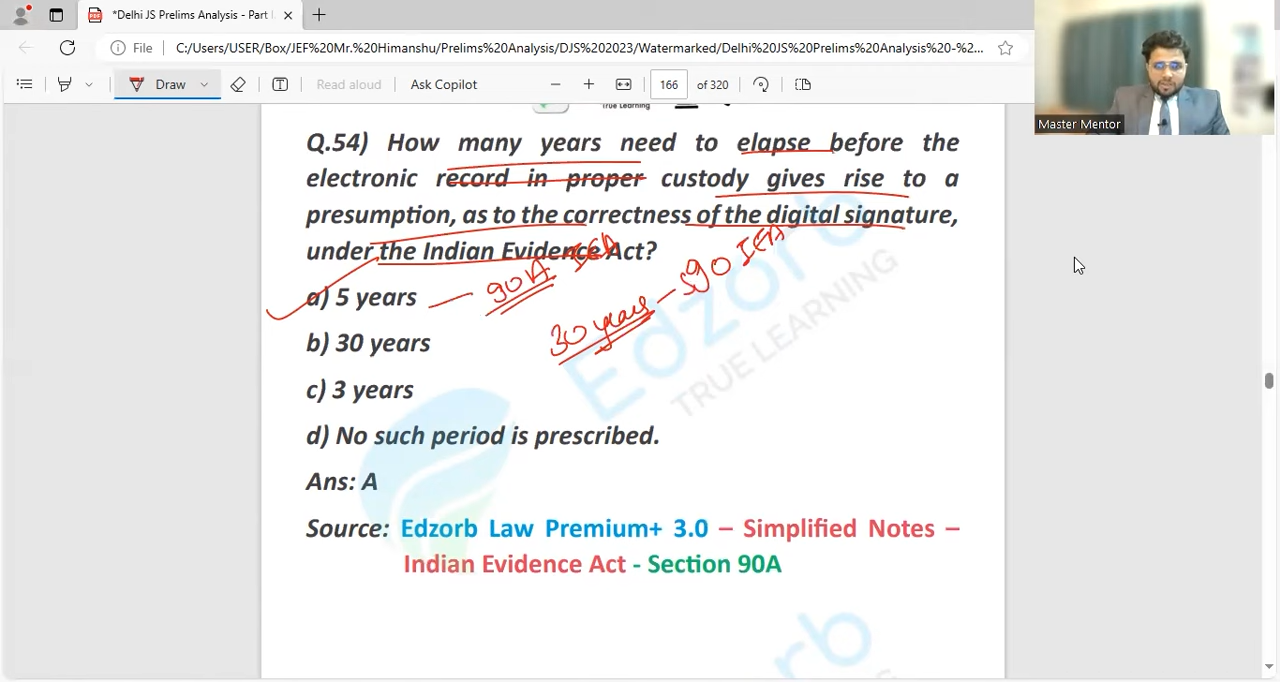 *Delhi JS Prelims Analysis - Part I
File C:/Users/USER/Box/JEF%20Mr.%20Himanshu/Prelims%20Analysis/DJS%202023/Watermarked/Delhi%20JS%20Prelims%20Analysis%20-%2...
Draw Read aloud Ask Copilot 166 of 320
Master Mentor
True Learning
Q.54) How many years need to elapse before the
electronic record in proper custody gives rise to a
presumption, as to the correctness of the digital signature,
under the Indian Evidence Act?
a) 5 years
90A IEA
30 years - S90 IEA
b) 30 years
c) 3 years
d) No such period is prescribed.
Ans: A
Source: Edzorb Law Premium+ 3.0 – Simplified Notes –
Indian Evidence Act - Section 90A
Edzorb
TRUE LEARNING
rb